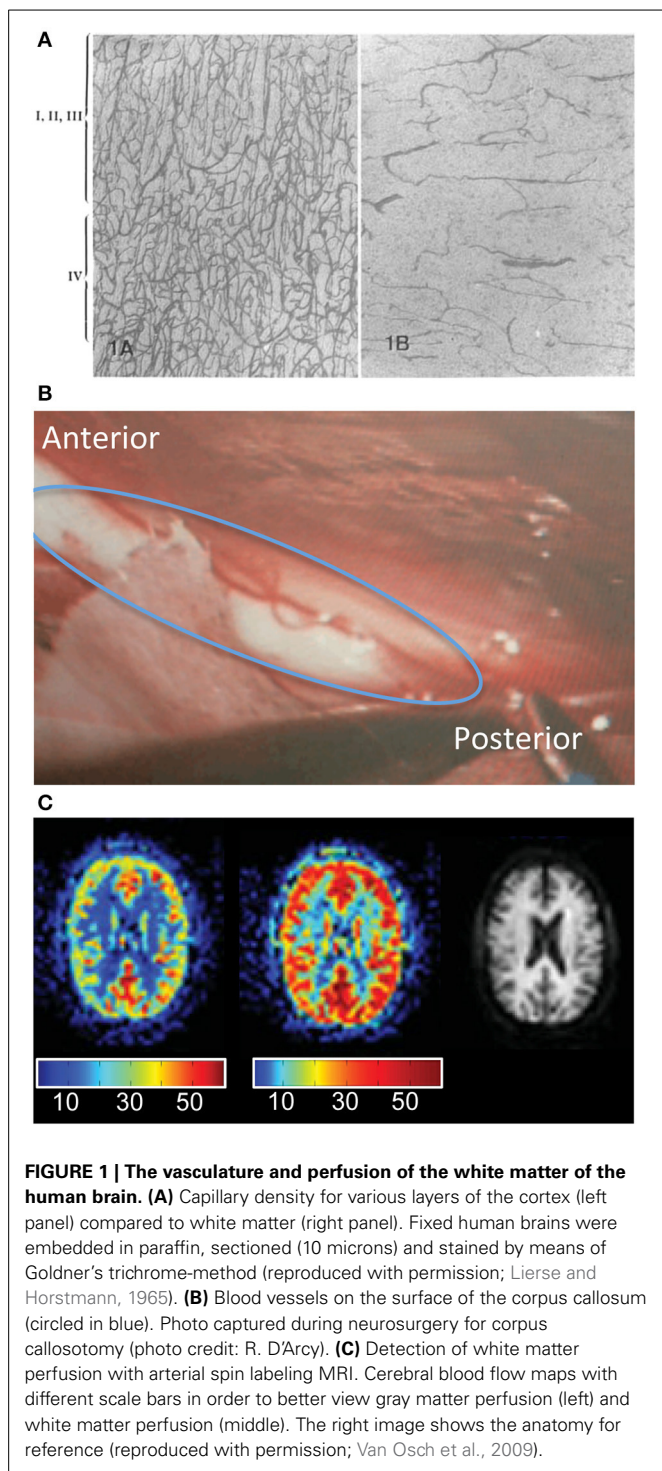 A
I, II, III
IV
1A
1B
B
Anterior
Posterior
C
10 30 50
10 30 50
FIGURE 1 | The vasculature and perfusion of the white matter of the
human brain. (A) Capillary density for various layers of the cortex (left
panel) compared to white matter (right panel). Fixed human brains were
embedded in paraffin, sectioned (10 microns) and stained by means of
Goldner's trichrome-method (reproduced with permission; Lierse and
Horstmann, 1965). (B) Blood vessels on the surface of the corpus callosum
(circled in blue). Photo captured during neurosurgery for corpus
callosotomy (photo credit: R. D'Arcy). (C) Detection of white matter
perfusion with arterial spin labeling MRI. Cerebral blood flow maps with
different scale bars in order to better view gray matter perfusion (left) and
white matter perfusion (middle). The right image shows the anatomy for
reference (reproduced with permission; Van Osch et al., 2009).